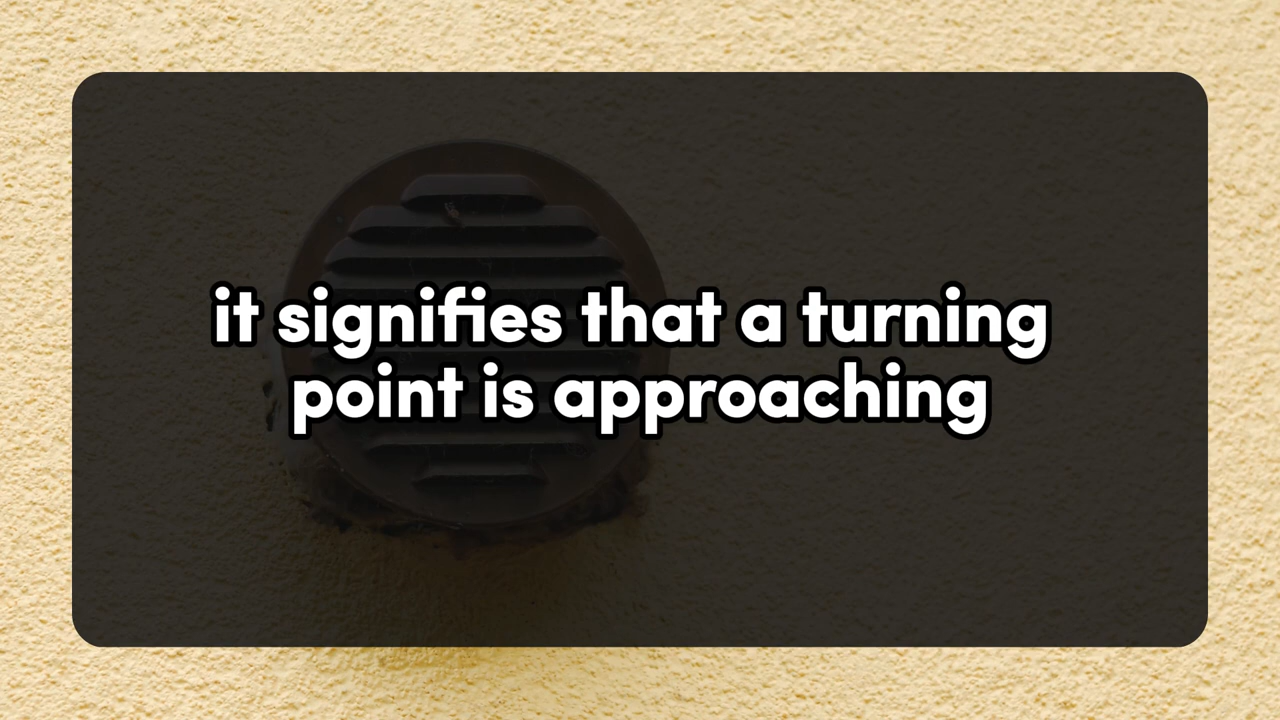 it signifies that a turning
point is approaching